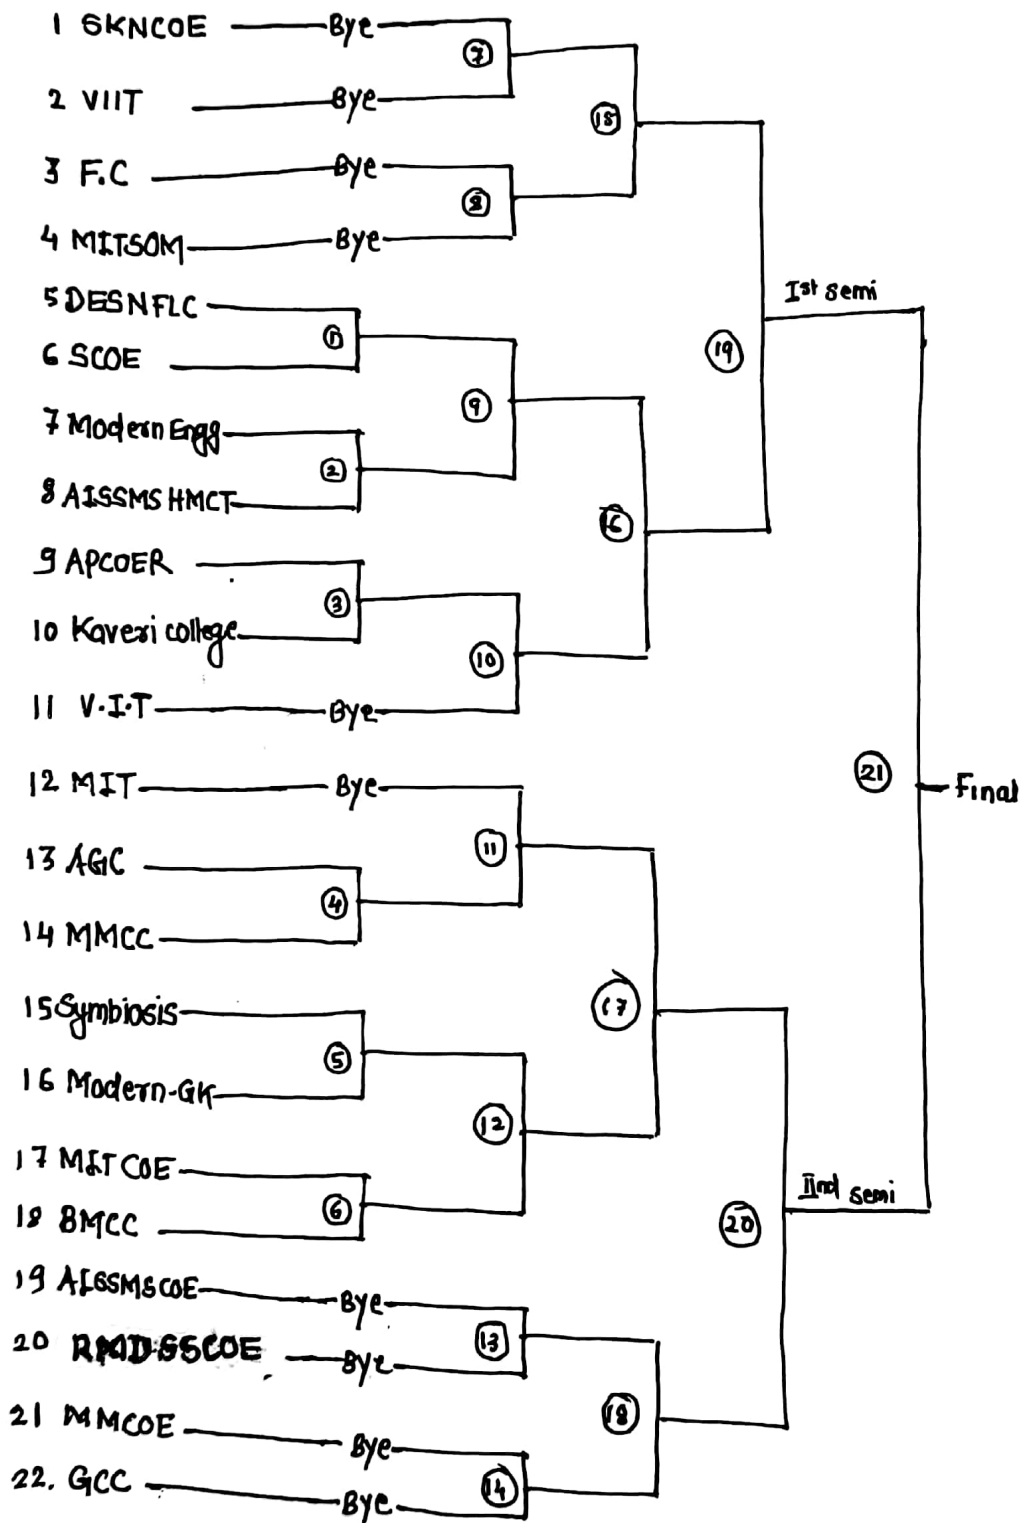 1 SKNCOE Bye
7
2 VIIT Bye
15
3 F.C Bye
8
4 MITSOM Bye
5 DESNFLC
Ist semi
1
6 SCOE
19
9
7 Modern Engg
2
8 AISSMS HMCT
16
9 APCOER
3
10 Kaveri college
10
11 V.I.T Bye
21 Final
12 MIT Bye
11
13 AGC
4
14 MMCC
15 Symbiosis
17
5
16 Modern-GK
12
17 MIT COE
IInd semi
6
18 BMCC
20
19 AISSMSCOE Bye
13
20 RMDSSCOE Bye
18
21 MMCOE Bye
22. GCC Bye
14